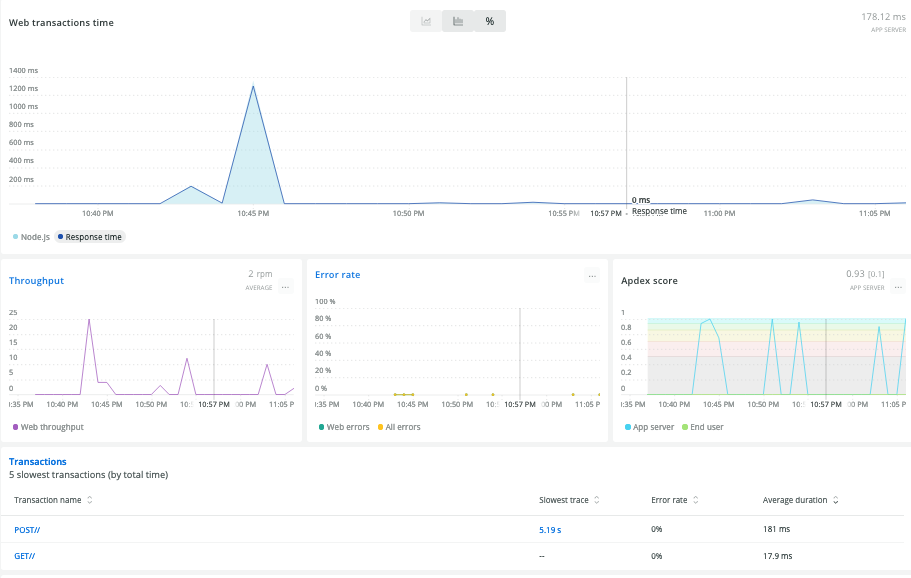 Web transactions time
%
178.12 ms
APP SERVER
1400 ms
1200 ms
1000 ms
800 ms
600 ms
400 ms
200 ms
0 ms
Response time
10:40 PM 10:45 PM 10:50 PM 10:55 PM 10:57 PM - 11:00 PM 11:05 PM
Node.js Response time
Throughput
2 rpm
AVERAGE
...
25
20
15
10
5
0
:35 PM 10:40 PM 10:45 PM 10:50 PM 10: 10:57 PM :00 PM 11:05 P
Web throughput
Error rate
...
100 %
80 %
60 %
40 %
20 %
0 %
:35 PM 10:40 PM 10:45 PM 10:50 PM 10: 10:57 PM :00 PM 11:05 P
Web errors All errors
Apdex score
0.93 [0.1]
APP SERVER
...
1
0.8
0.6
0.4
0.2
0
:35 PM 10:40 PM 10:45 PM 10:50 PM 10: 10:57 PM :00 PM 11:05 P
App server End user
Transactions
5 slowest transactions (by total time)
Transaction name Slowest trace Error rate Average duration
POST// 5.19 s 0% 181 ms
GET// -- 0% 17.9 ms